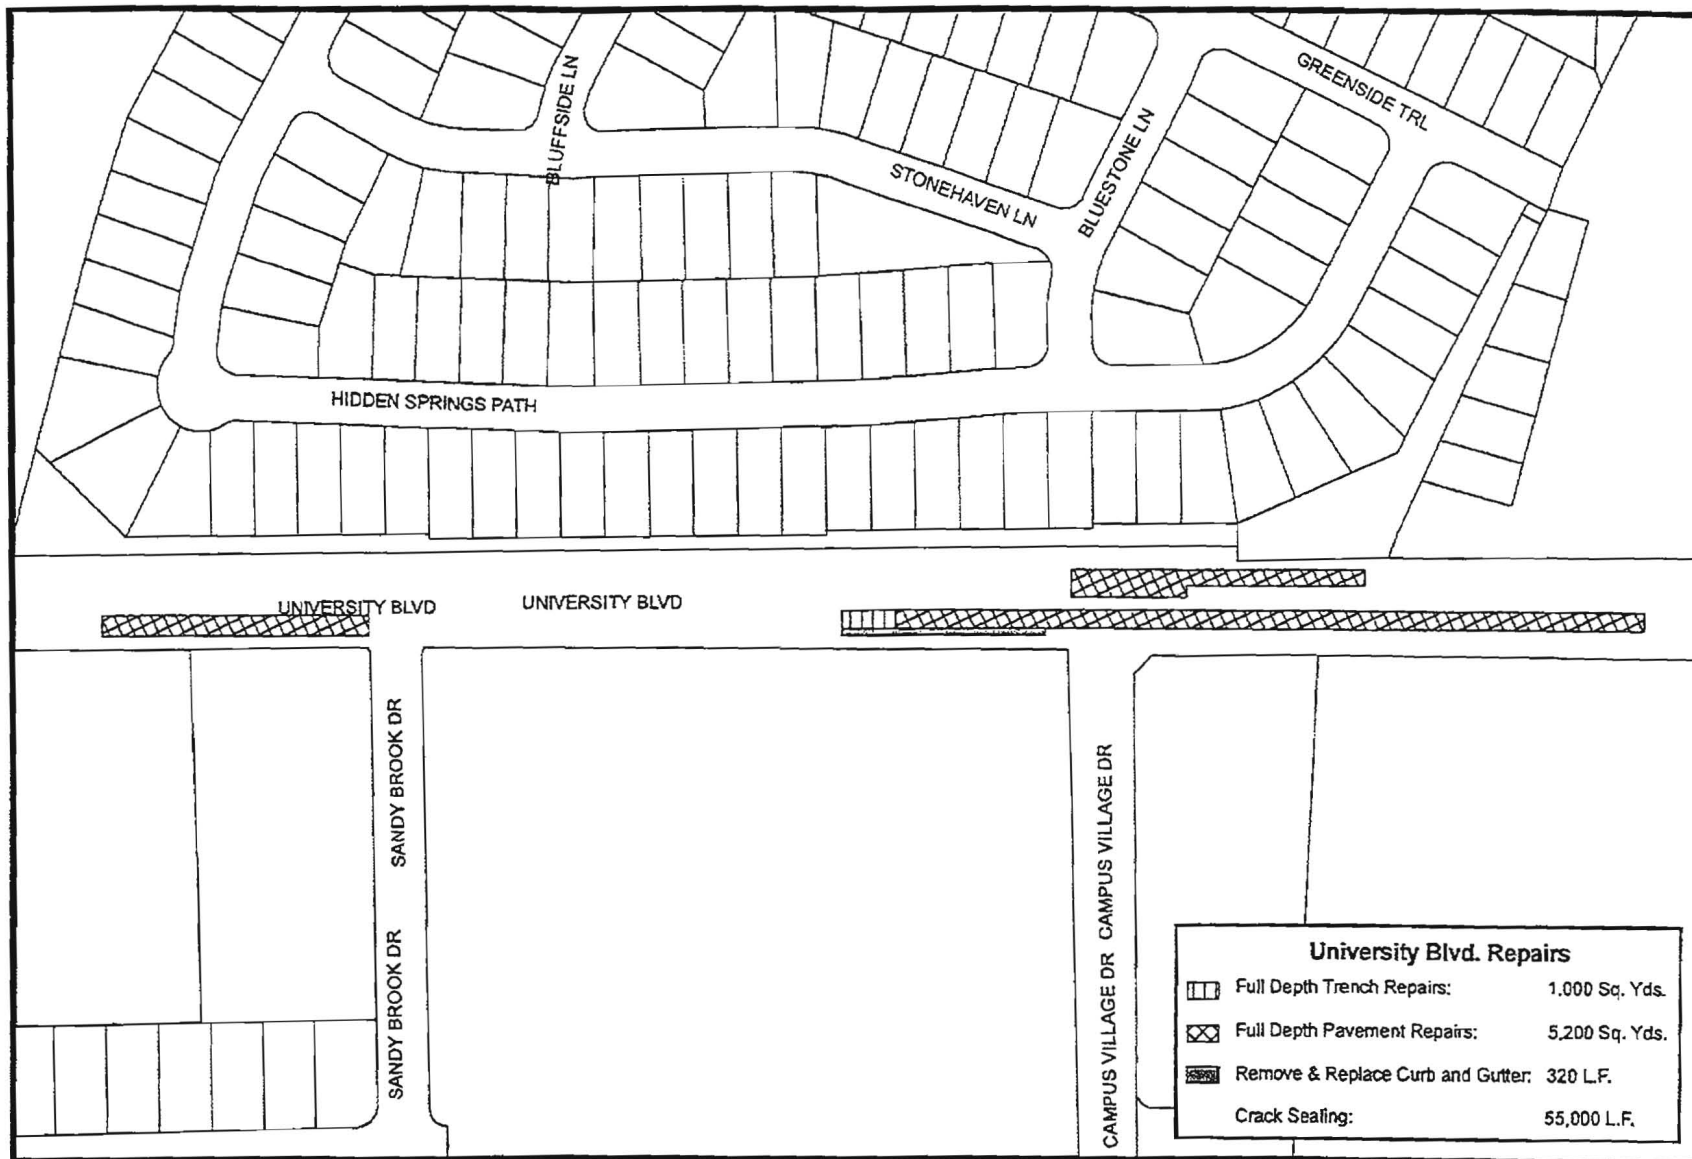 GREENSIDE TRL
BLUFFSIDE LN
BLUESTONE LN
STONEHAVEN LN
HIDDEN SPRINGS PATH
UNIVERSITY BLVD
UNIVERSITY BLVD
SANDY BROOK DR
SANDY BROOK DR
CAMPUS VILLAGE DR
CAMPUS VILLAGE DR
University Blvd. Repairs
Full Depth Trench Repairs: 1,000 Sq. Yds.
Full Depth Pavement Repairs: 5,200 Sq. Yds.
Remove & Replace Curb and Gutter: 320 L.F.
Crack Sealing: 55,000 L.F.